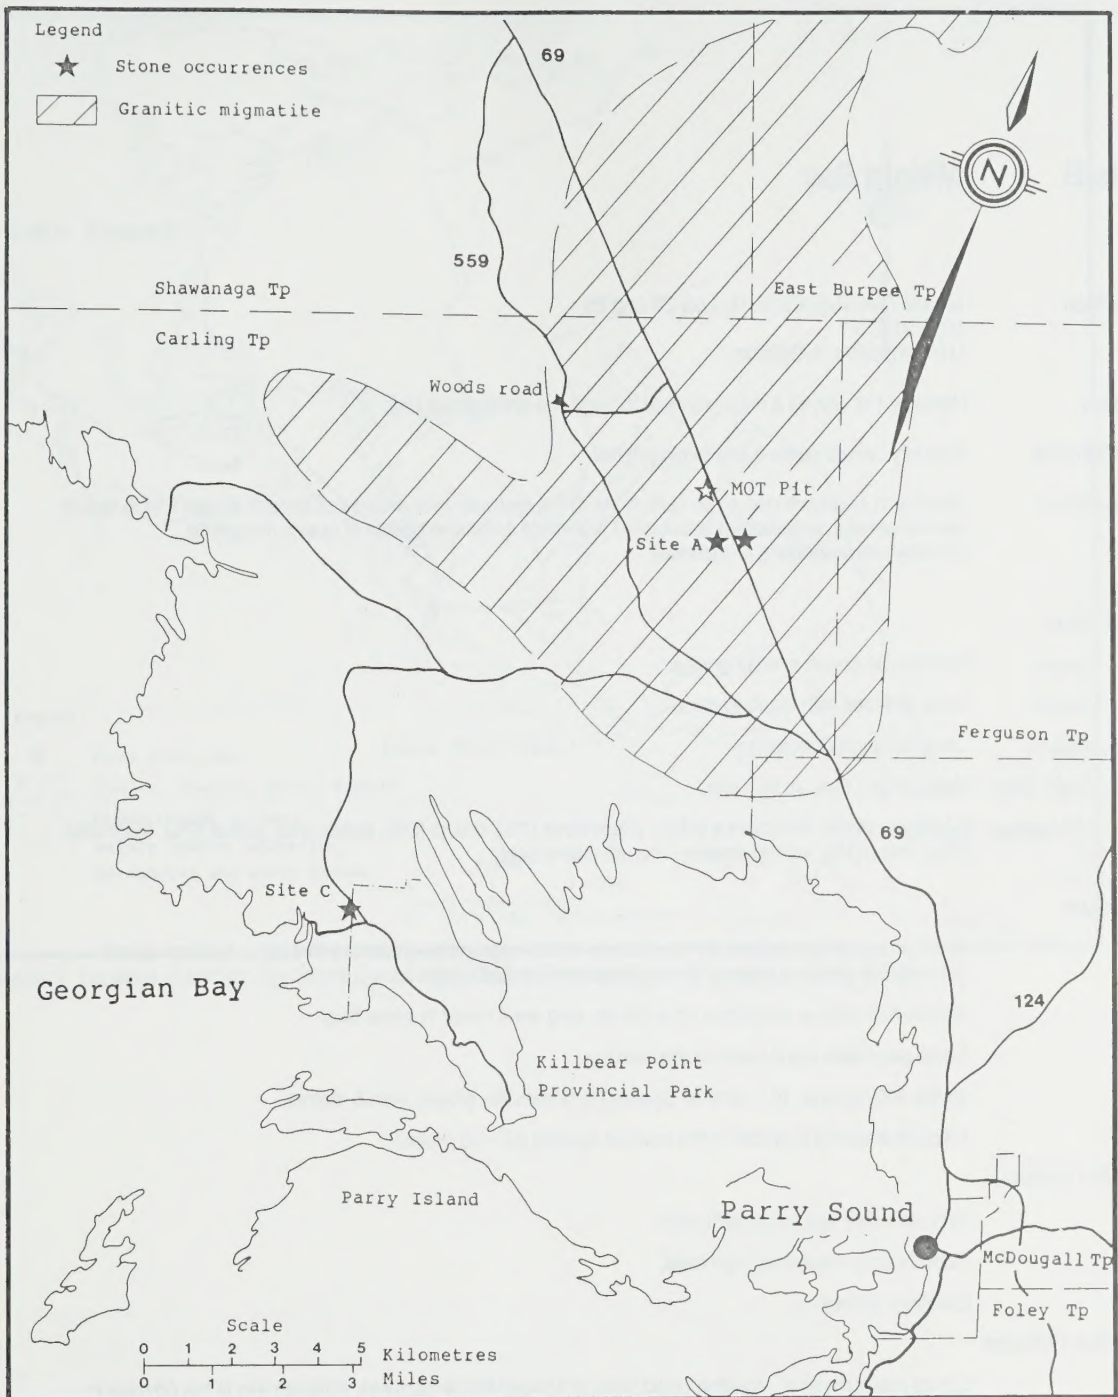 Legend
Stone occurrences
Granitic migmatite
69
N
559
Shawanaga Tp
East Burpee Tp
Carling Tp
Woods road
MOT Pit
Site A
Ferguson Tp
69
Site C
Georgian Bay
124
Killbear Point
Provincial Park
Parry Island
Parry Sound
McDougall Tp
Foley Tp
Scale
0 1 2 3 4 5
Kilometres
Miles
0 1 2 3